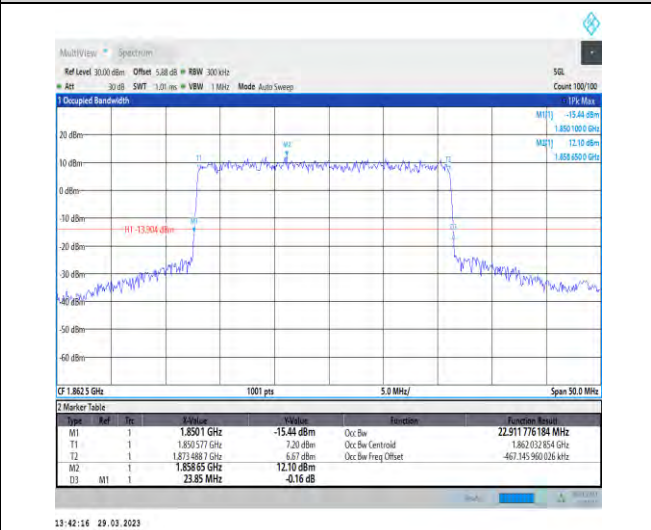 MultiView Spectrum
Ref Level 30.00 dBm Offset 5.88 dB RBW 300 kHz SGL
Att 30 dB SWT 1.01 ms VBW 1 MHz Mode Auto Sweep Count 100/100
1 Occupied Bandwidth 1Pk Max
M1[1] -15.44 dBm
1.850 100 0 GHz
M2[1] 12.10 dBm
1.858 650 0 GHz
20 dBm
M2
T1 T2
10 dBm
0 dBm
-10 dBm
M1
H1 -13.904 dBm
D3
-20 dBm
-30 dBm
-40 dBm
-50 dBm
-60 dBm
CF 1.862 5 GHz 1001 pts 5.0 MHz/ Span 50.0 MHz
2 Marker Table
Type Ref Trc X-Value Y-Value Function Function Result
M1 1 1.8501 GHz -15.44 dBm Occ Bw 22.911 776 184 MHz
T1 1 1.850 577 GHz 7.20 dBm Occ Bw Centroid 1.862 032 854 GHz
T2 1 1.873 488 7 GHz 6.67 dBm Occ Bw Freq Offset -467.145 960 026 kHz
M2 1 1.858 65 GHz 12.10 dBm
D3 M1 1 23.85 MHz -0.16 dB
13:42:16 29.03.2023